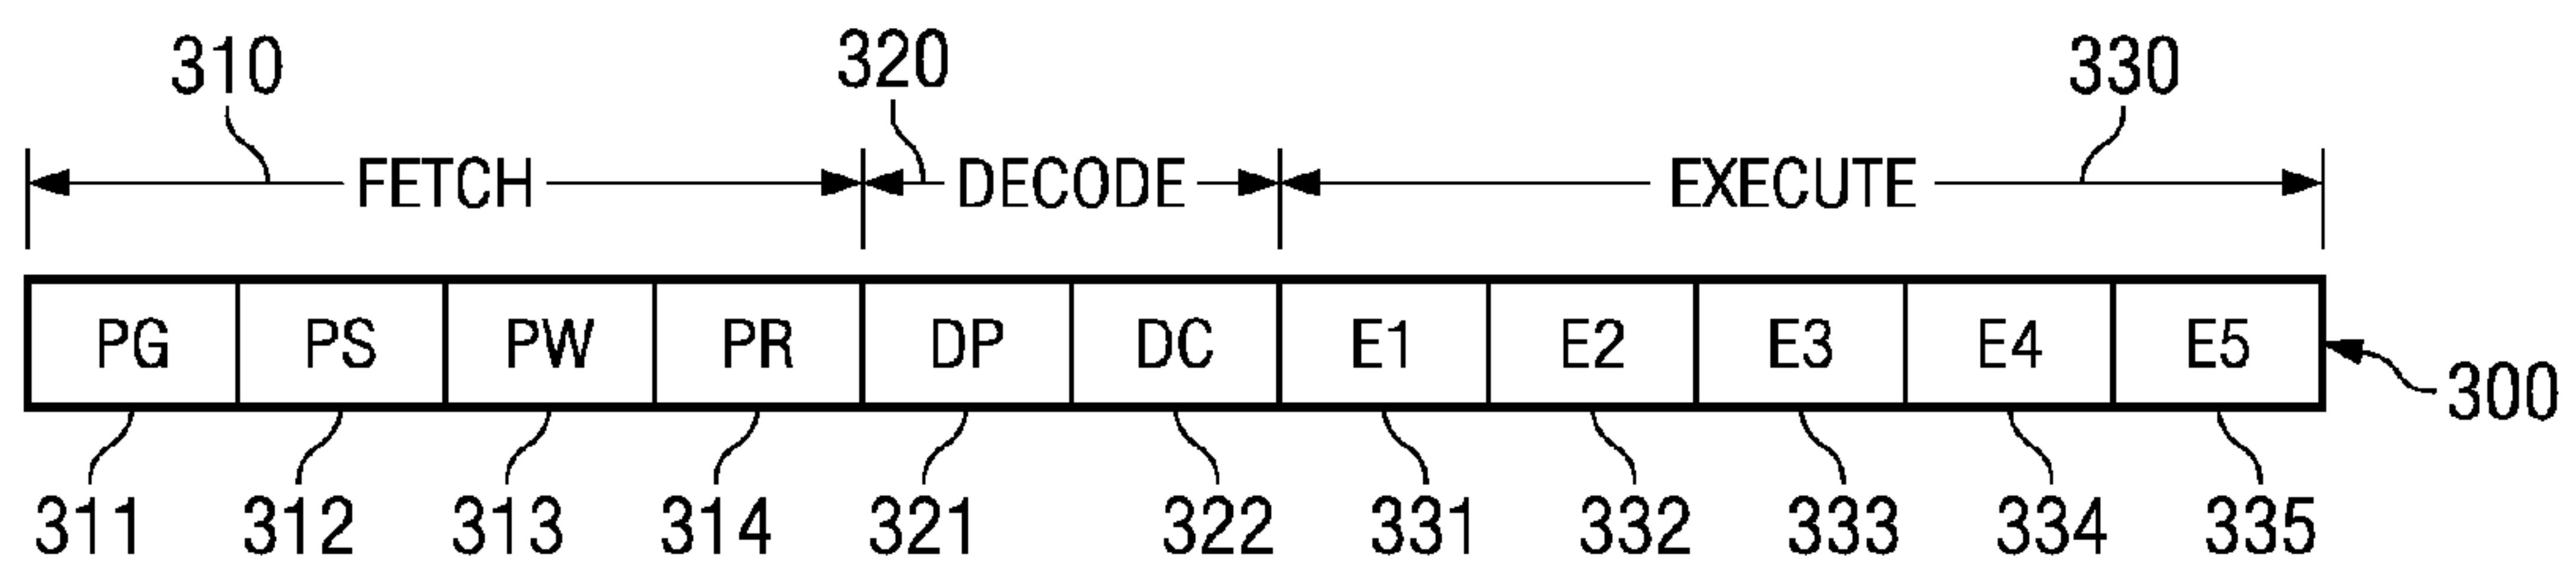 310 320 330
FETCH DECODE EXECUTE
PG PS PW PR DP DC E1 E2 E3 E4 E5
300
311 312 313 314 321 322 331 332 333 334 335